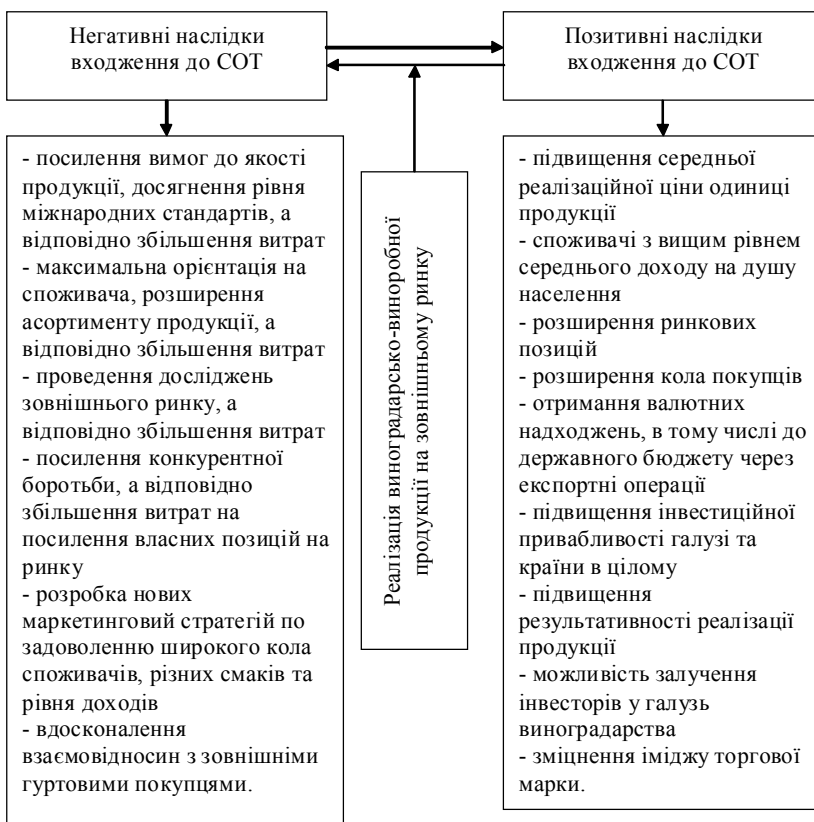 Негативні наслідки
входження до СОТ
Позитивні наслідки
входження до СОТ
- посилення вимог до якості
продукції, досягнення рівня
міжнародних стандартів, а
відповідно збільшення витрат
- максимальна орієнтація на
споживача, розширення
асортименту продукції, а
відповідно збільшення витрат
- проведення досліджень
зовнішнього ринку, а
відповідно збільшення витрат
- посилення конкурентної
боротьби, а відповідно
збільшення витрат на
посилення власних позицій на
ринку
- розробка нових
маркетинговий стратегій по
задоволенню широкого кола
споживачів, різних смаків та
рівня доходів
- вдосконалення
взаємовідносин з зовнішніми
гуртовими покупцями.
Реалізація виноградарсько-виноробної
продукції на зовнішньому ринку
- підвищення середньої
реалізаційної ціни одиниці
продукції
- споживачі з вищим рівнем
середнього доходу на душу
населення
- розширення ринкових
позицій
- розширення кола покупців
- отримання валютних
надходжень, в тому числі до
державного бюджету через
експортні операції
- підвищення інвестиційної
привабливості галузі та
країни в цілому
- підвищення
результативності реалізації
продукції
- можливість залучення
інвесторів у галузь
виноградарства
- зміцнення іміджу торгової
марки.